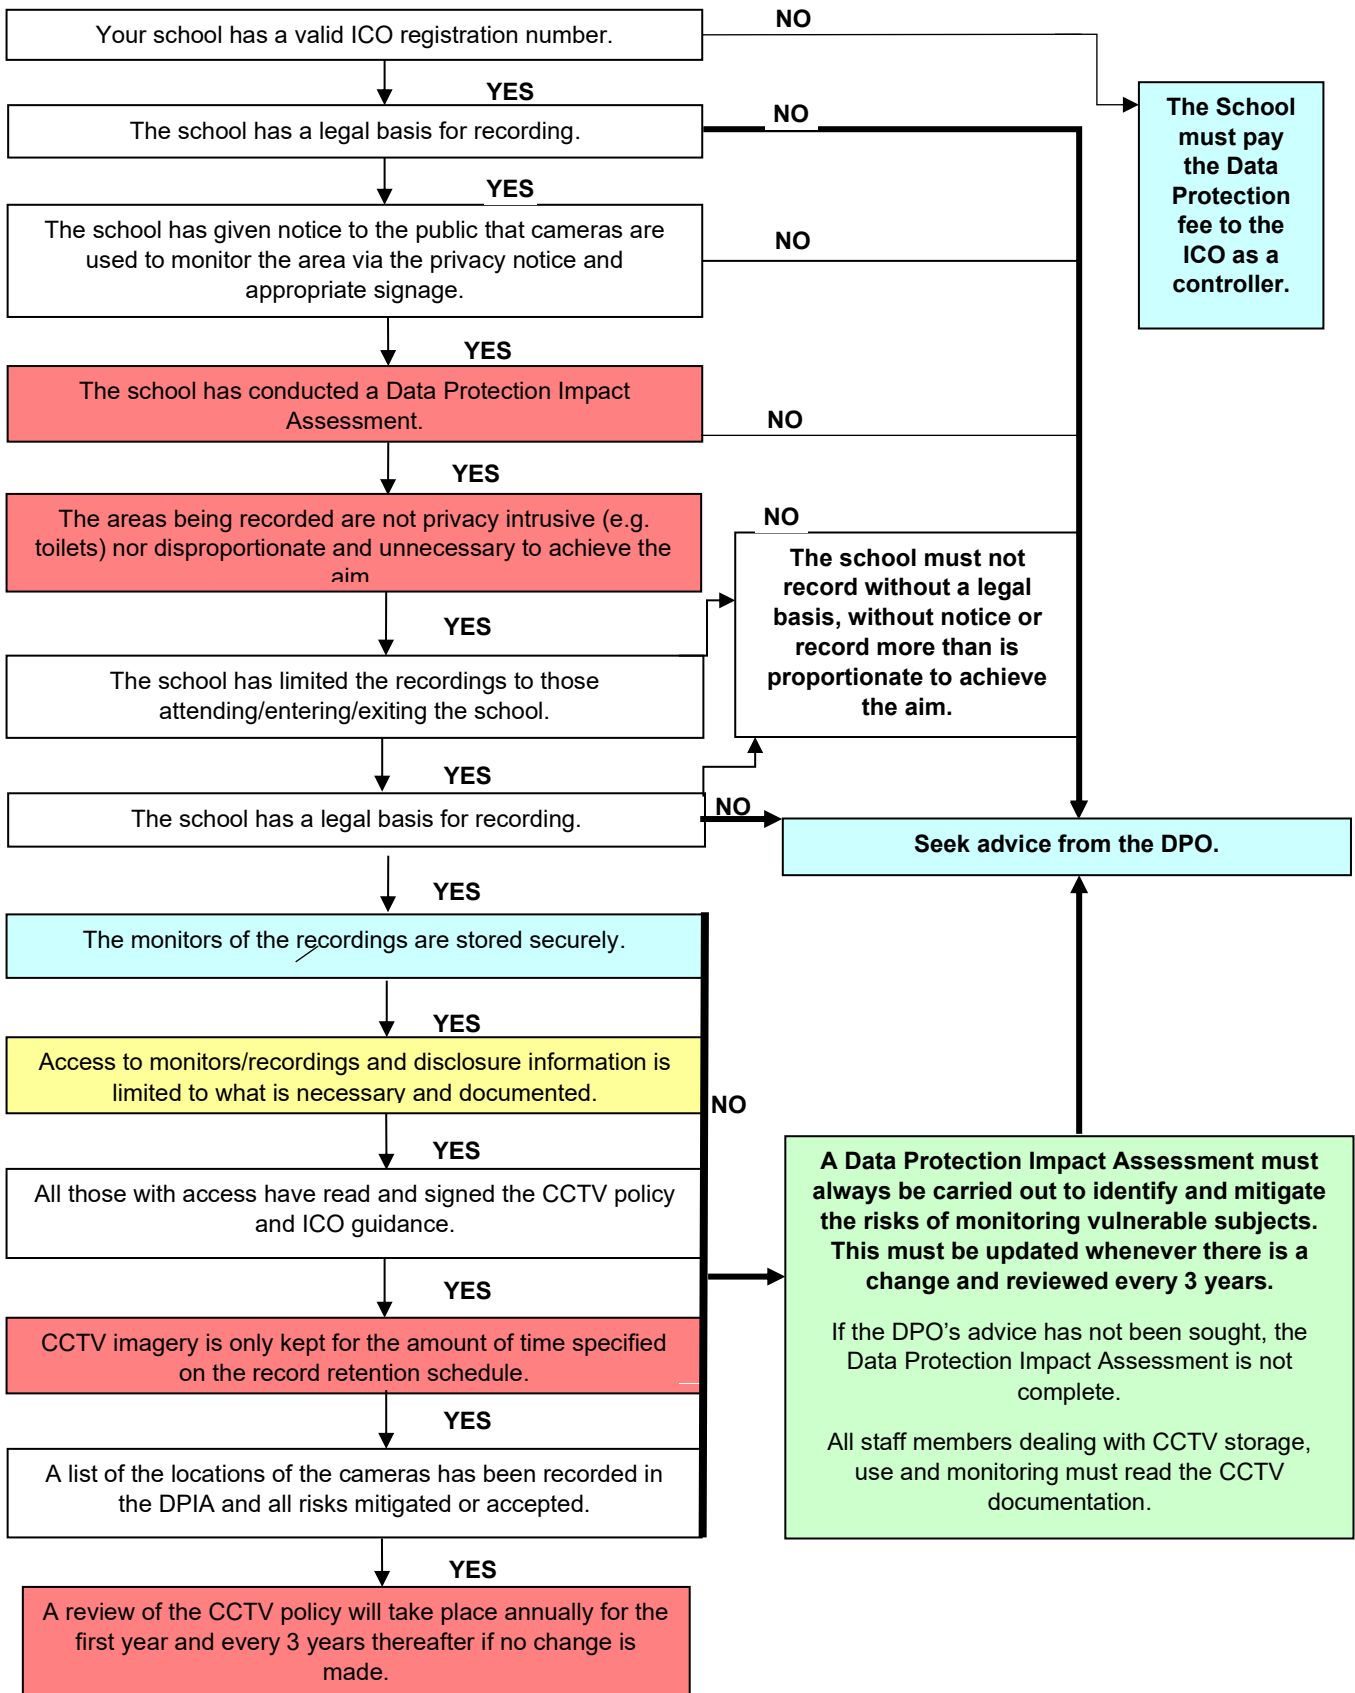 Your school has a valid ICO registration number.
NO
YES
The School
must pay
the Data
Protection
fee to the
ICO as a
controller.
The school has a legal basis for recording.
NO
YES
The school has given notice to the public that cameras are
used to monitor the area via the privacy notice and
appropriate signage.
NO
YES
The school has conducted a Data Protection Impact
Assessment.
NO
YES
The areas being recorded are not privacy intrusive (e.g.
toilets) nor disproportionate and unnecessary to achieve the
aim
NO
The school must not
record without a legal
basis, without notice or
record more than is
proportionate to achieve
the aim.
YES
The school has limited the recordings to those
attending/entering/exiting the school.
YES
The school has a legal basis for recording.
NO
Seek advice from the DPO.
YES
The monitors of the recordings are stored securely.
YES
Access to monitors/recordings and disclosure information is
limited to what is necessary and documented.
NO
YES
All those with access have read and signed the CCTV policy
and ICO guidance.
A Data Protection Impact Assessment must
always be carried out to identify and mitigate
the risks of monitoring vulnerable subjects.
This must be updated whenever there is a
change and reviewed every 3 years.
If the DPO’s advice has not been sought, the
Data Protection Impact Assessment is not
complete.
All staff members dealing with CCTV storage,
use and monitoring must read the CCTV
documentation.
YES
CCTV imagery is only kept for the amount of time specified
on the record retention schedule.
YES
A list of the locations of the cameras has been recorded in
the DPIA and all risks mitigated or accepted.
YES
A review of the CCTV policy will take place annually for the
first year and every 3 years thereafter if no change is
made.